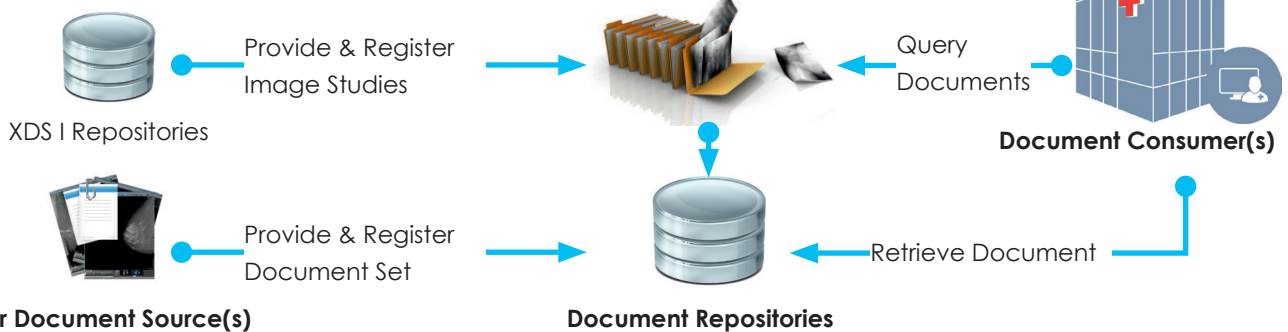 Provide & Register
Image Studies
Query
Documents
XDS I Repositories
Document Consumer(s)
Provide & Register
Document Set
Retrieve Document
r Document Source(s)
Document Repositories